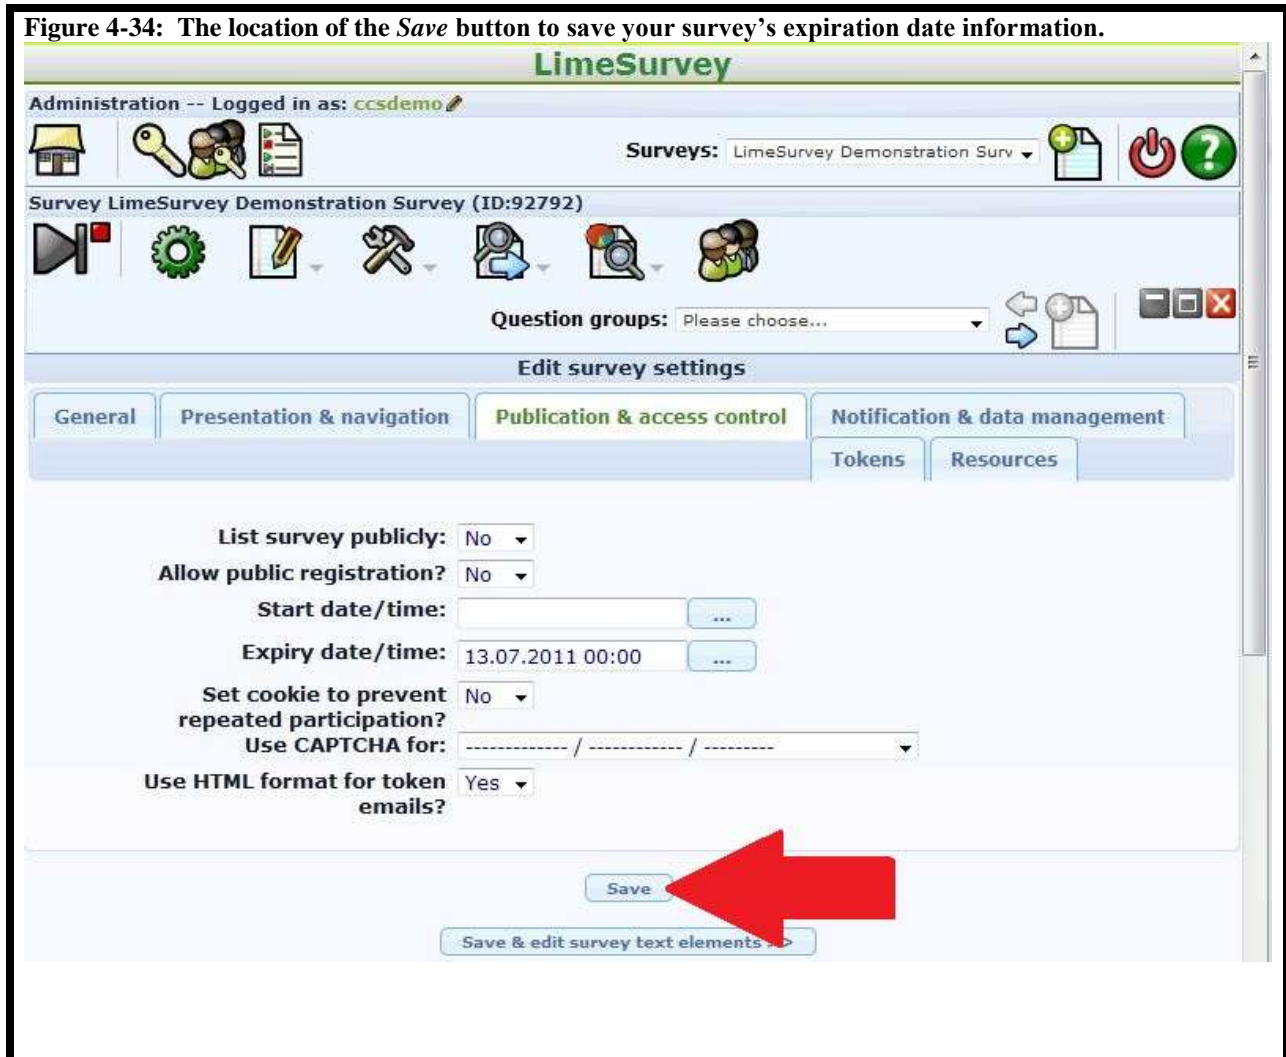 Figure 4-34: The location of the Save button to save your survey's expiration date information.
LimeSurvey
Administration -- Logged in as: ccsdemo
Surveys: LimeSurvey Demonstration Surv
?
Survey LimeSurvey Demonstration Survey (ID:92792)
Question groups: Please choose...
Edit survey settings
General Presentation & navigation Publication & access control Notification & data management
Tokens Resources
List survey publicly: No
Allow public registration? No
Start date/time: ...
Expiry date/time: 13.07.2011 00:00 ...
Set cookie to prevent No
repeated participation?
Use CAPTCHA for: ------------- / ------------ / ---------
Use HTML format for token Yes
emails?
Save
Save & edit survey text elements >>